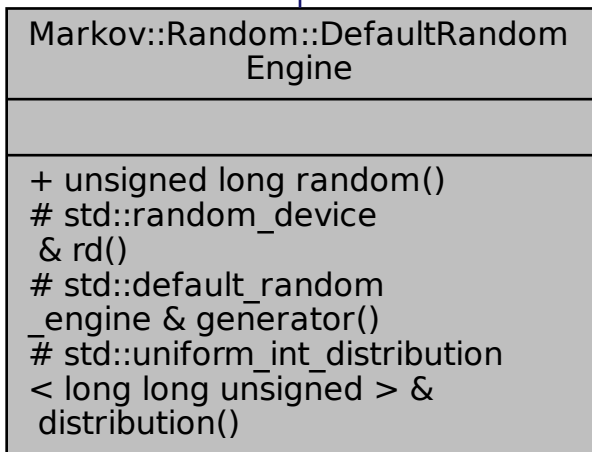 Markov::Random::DefaultRandom
Engine
+ unsigned long random()
# std::random_device
& rd()
# std::default_random
_engine & generator()
# std::uniform_int_distribution
< long long unsigned > &
distribution()